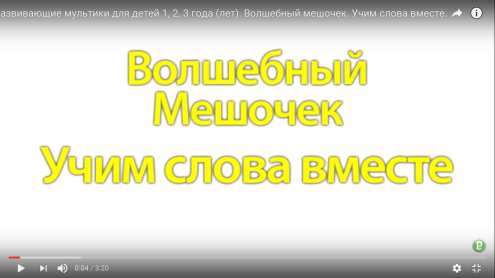 азвивающие мультики для детей 1, 2, 3 года (лет). Волшебный мешочек. Учим слова вместе.
Волшебный
Мешочек
Учим слова вместе
0:04 / 3:20